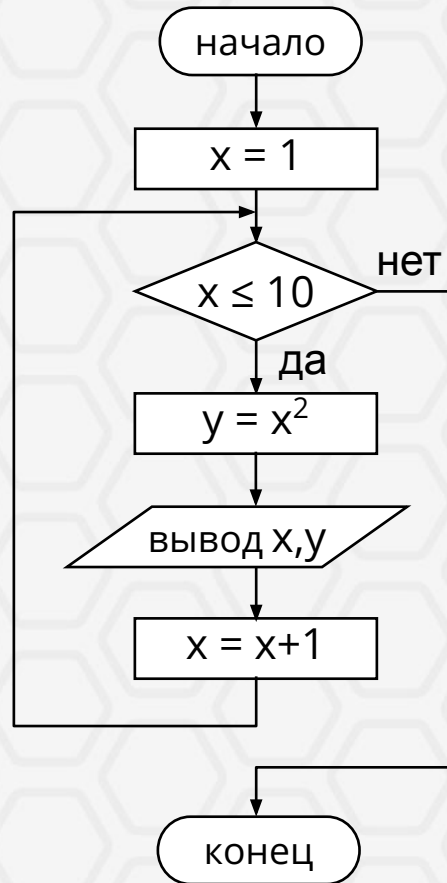 начало
x = 1
x ≤ 10
нет
да
y = x²
вывод x,y
x = x+1
конец